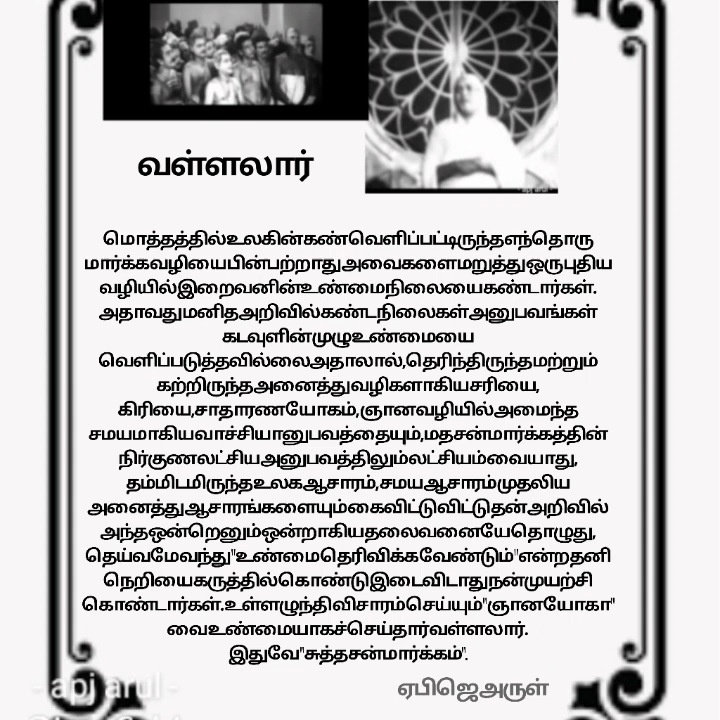 - apj arul -
வள்ளலார்
மொத்தத்தில்உலகின்கண்வெளிப்பட்டிருந்தஎந்தொரு
மார்க்கவழியைபின்பற்றாதுஅவைகளைமறுத்துஒருபுதிய
வழியில்இறைவனின்உண்மைநிலையைகண்டார்கள்.
அதாவதுமனிதஅறிவில்கண்டநிலைகள்அனுபவங்கள்
கடவுளின்முழுஉண்மையை
வெளிப்படுத்தவில்லைஅதாலால்,தெரிந்திருந்தமற்றும்
கற்றிருந்தஅனைத்துவழிகளாகியசரியை,
கிரியை,சாதாரணயோகம்,ஞானவழியில்அமைந்த
சமயமாகியவாச்சியானுபவத்தையும்,மதசன்மார்க்கத்தின்
நிர்குணலட்சியஅனுபவத்திலும்லட்சியம்வையாது,
தம்மிடமிருந்தஉலகஆசாரம்,சமயஆசாரம்முதலிய
அனைத்துஆசாரங்களையும்கைவிட்டுவிட்டுதன்அறிவில்
அந்தஒன்றெனும்ஒன்றாகியதலைவனையேதொழுது,
தெய்வமேவந்து"உண்மைதெரிவிக்கவேண்டும்"என்றதனி
நெறியைகருத்தில்கொண்டுஇடைவிடாதுநன்முயற்சி
கொண்டார்கள்.உள்ளழுந்திவிசாரம்செய்யும்"ஞானயோகா"
வைஉண்மையாகச்செய்தார்வள்ளலார்.
இதுவே"சுத்தசன்மார்க்கம்".
ஏபிஜெஅருள்
- apj arul -